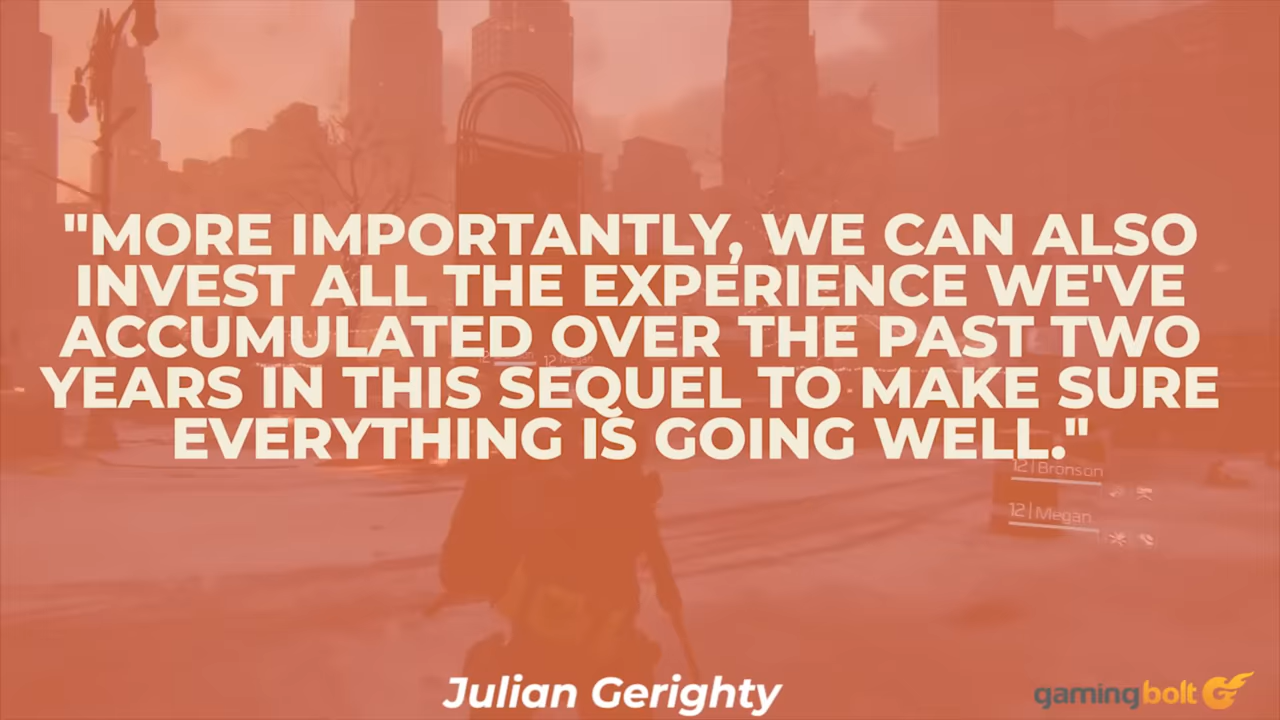 "MORE IMPORTANTLY, WE CAN ALSO
INVEST ALL THE EXPERIENCE WE'VE
ACCUMULATED OVER THE PAST TWO
YEARS IN THIS SEQUEL TO MAKE SURE
EVERYTHING IS GOING WELL."
12|Bronson
12|Megan
Julian Gerighty
gamingbolt